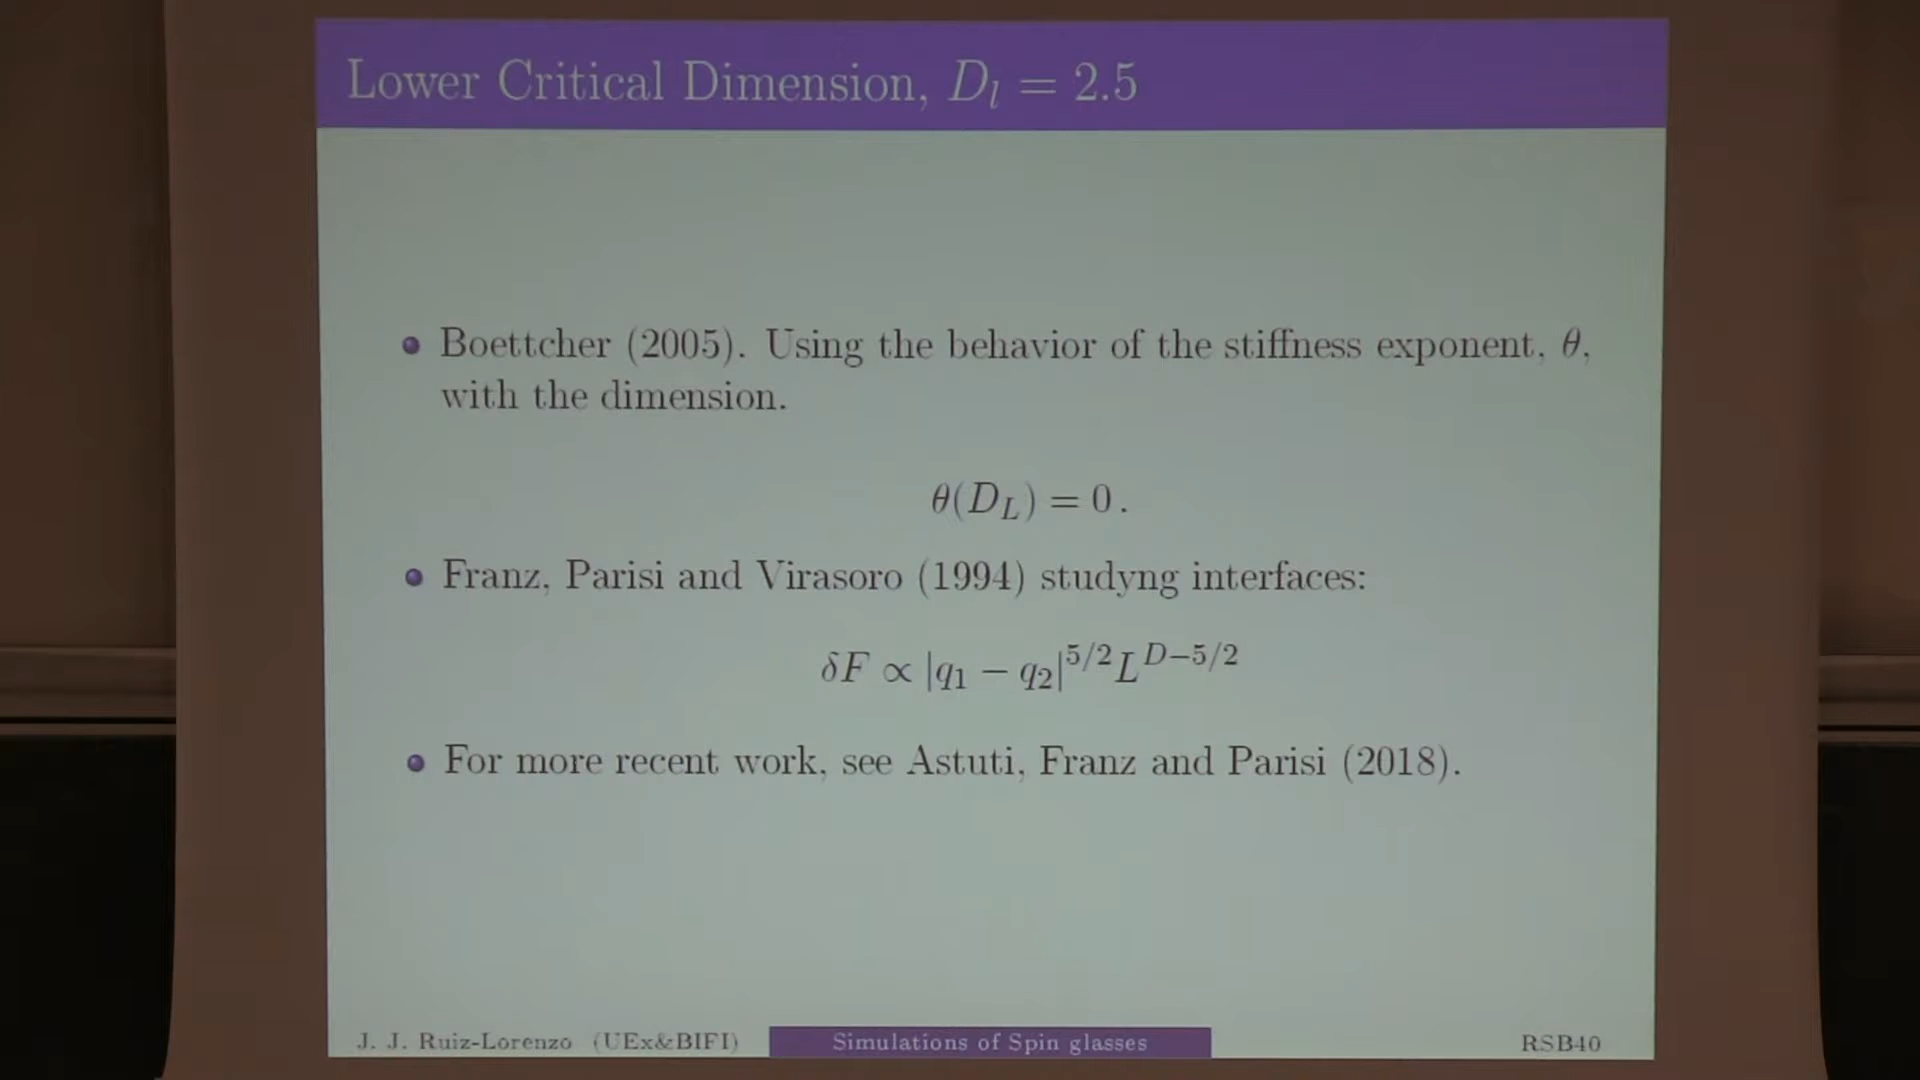 Lower Critical Dimension, D_l = 2.5
Boettcher (2005). Using the behavior of the stiffness exponent, θ,
with the dimension.
θ(D_L) = 0.
Franz, Parisi and Virasoro (1994) studyng interfaces:
δF ∝ |q_1 − q_2|^{5/2} L^{D−5/2}
For more recent work, see Astuti, Franz and Parisi (2018).
J. J. Ruiz-Lorenzo (UEx&BIFI) Simulations of Spin glasses RSB40